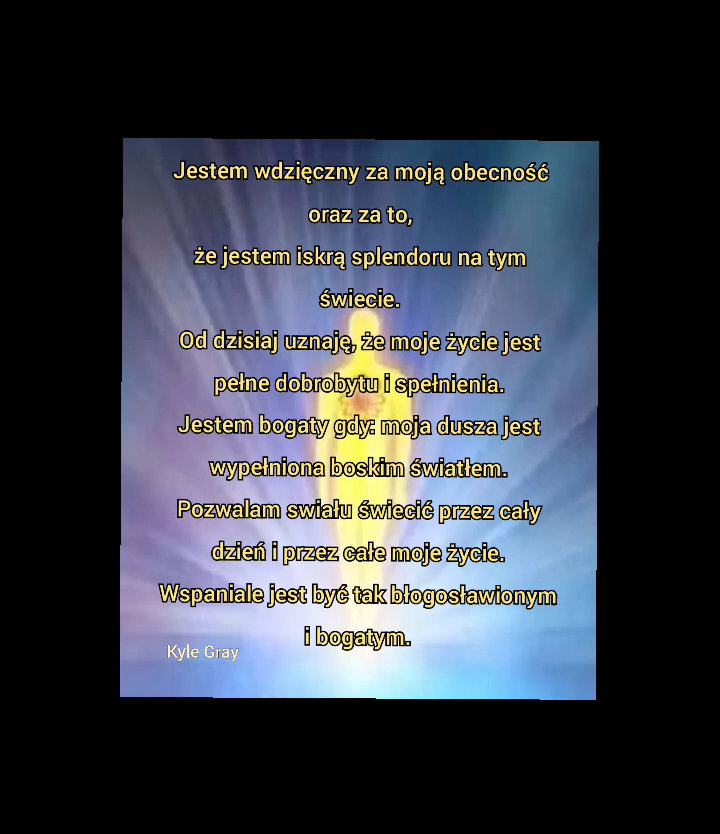 Jestem wdzięczny za moją obecność
oraz za to,
że jestem iskrą splendoru na tym
świecie.
Od dzisiaj uznaję, że moje życie jest
pełne dobrobytu i spełnienia.
Jestem bogaty gdy: moja dusza jest
wypełniona boskim światłem.
Pozwalam swiału świecić przez cały
dzień i przez całe moje życie.
Wspaniale jest być tak błogosławionym
i bogatym.
Kyle Gray